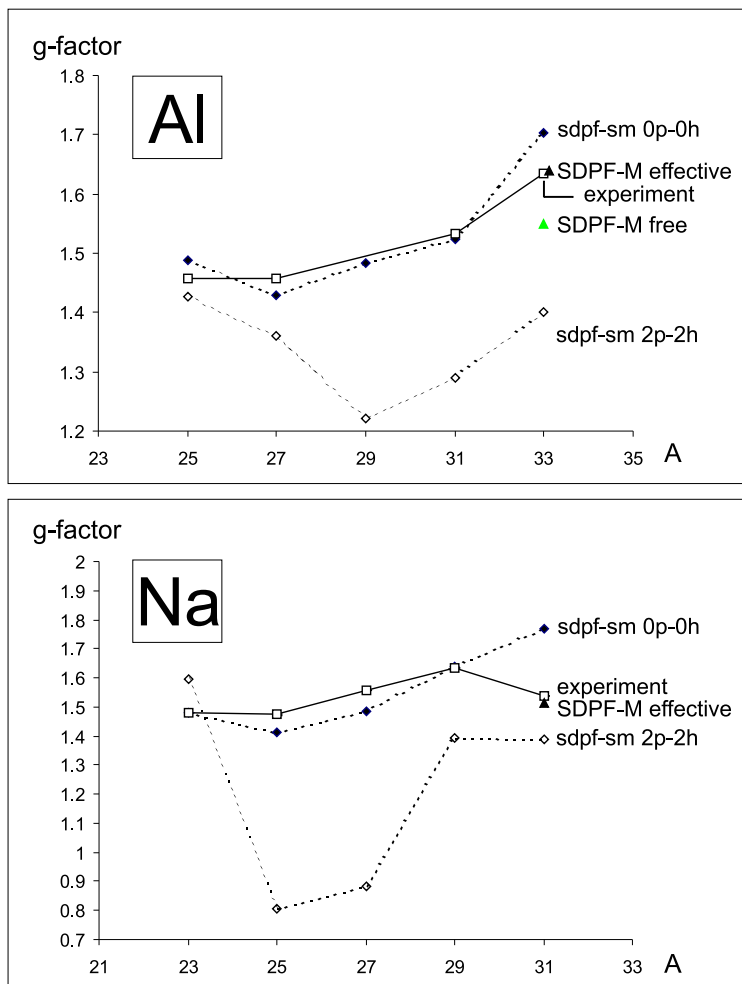 g-factor
1.8
1.7
1.6
1.5
1.4
1.3
1.2
Al
sdpf-sm 0p-0h
SDPF-M effective
experiment
SDPF-M free
sdpf-sm 2p-2h
23
25
27
29
31
33
35
A
g-factor
2
1.9
1.8
1.7
1.6
1.5
1.4
1.3
1.2
1.1
1
0.9
0.8
0.7
Na
sdpf-sm 0p-0h
experiment
SDPF-M effective
sdpf-sm 2p-2h
21
23
25
27
29
31
33
A